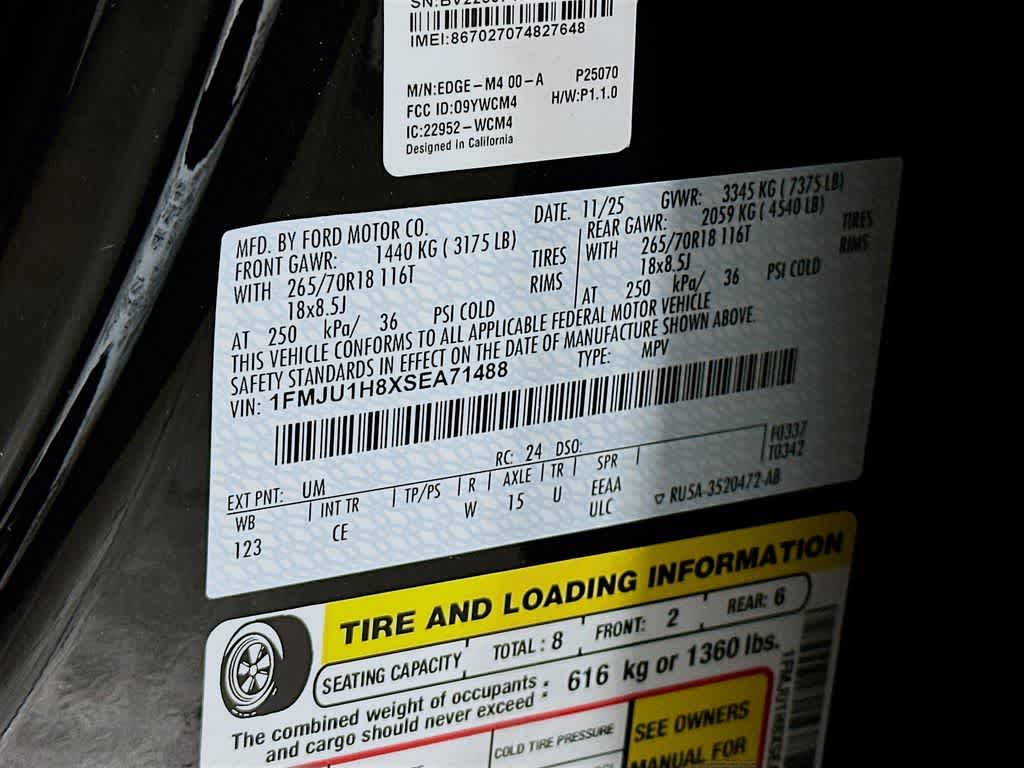 IMEI:867027074827648
M/N:EDGE-M4 00-A P25070
FCC ID:O9YWCM4 H/W:P1.1.0
IC:22952-WCM4
Designed in California
MFD. BY FORD MOTOR CO. DATE. 11/25 GVWR: 3345 KG ( 7375 LB)
FRONT GAWR: 1440 KG ( 3175 LB) REAR GAWR: 2059 KG ( 4540 LB)
WITH 265/70R18 116T TIRES WITH 265/70R18 116T TIRES
18x8.5J RIMS 18x8.5J RIMS
AT 250 kPa/ 36 PSI COLD AT 250 kPa/ 36 PSI COLD
THIS VEHICLE CONFORMS TO ALL APPLICABLE FEDERAL MOTOR VEHICLE
SAFETY STANDARDS IN EFFECT ON THE DATE OF MANUFACTURE SHOWN ABOVE.
VIN: 1FMJU1H8XSEA71488 TYPE: MPV
EXT PNT: UM RC: 24 DSO: F0337
T0342
WB INT TR TP/PS R AXLE TR SPR
123 CE W 15 U EEAA
ULC RU5A-3520472-AB
TIRE AND LOADING INFORMATION
SEATING CAPACITY TOTAL : 8 FRONT: 2 REAR: 6
The combined weight of occupants : 616 kg or 1360 lbs.
and cargo should never exceed
COLD TIRE PRESSURE SEE OWNERS
MANUAL FOR